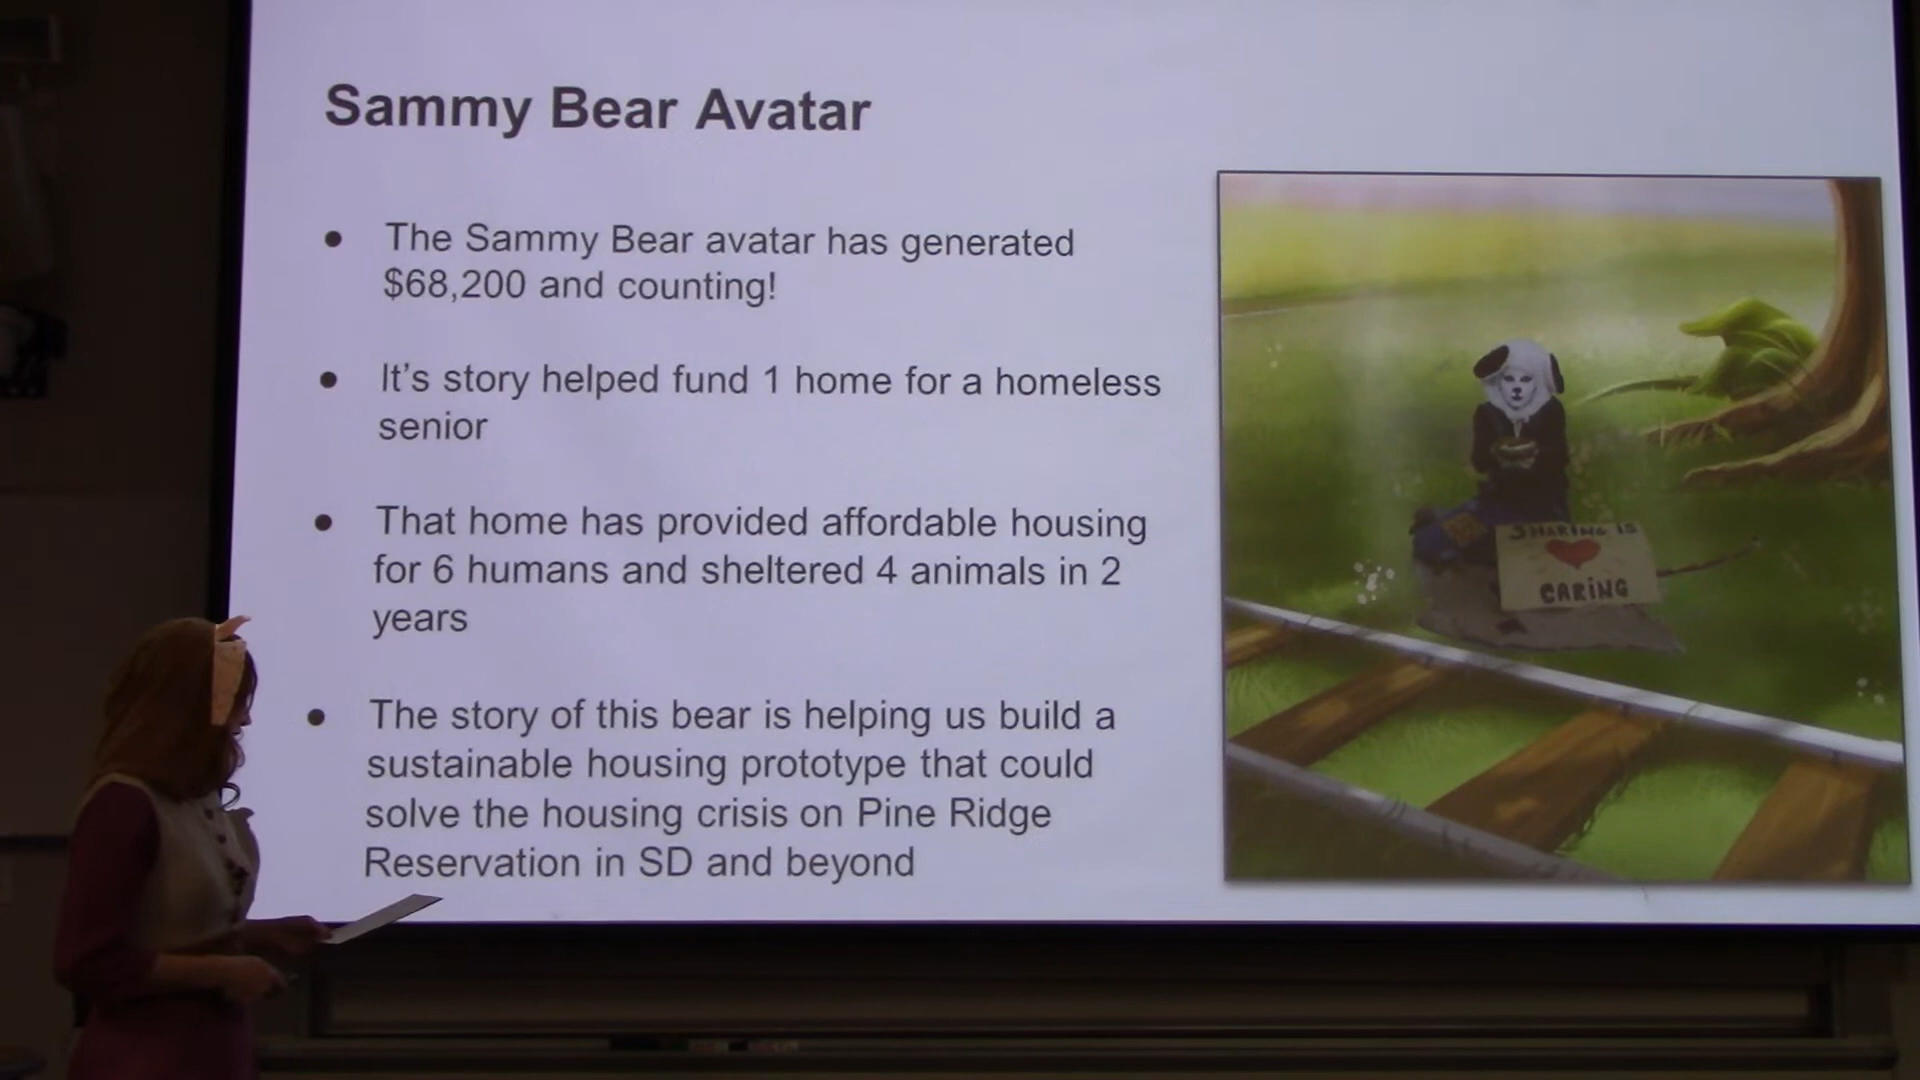 Sammy Bear Avatar
● The Sammy Bear avatar has generated
$68,200 and counting!
● It's story helped fund 1 home for a homeless
senior
● That home has provided affordable housing
for 6 humans and sheltered 4 animals in 2
years
● The story of this bear is helping us build a
sustainable housing prototype that could
solve the housing crisis on Pine Ridge
Reservation in SD and beyond
SHARING IS
CARING